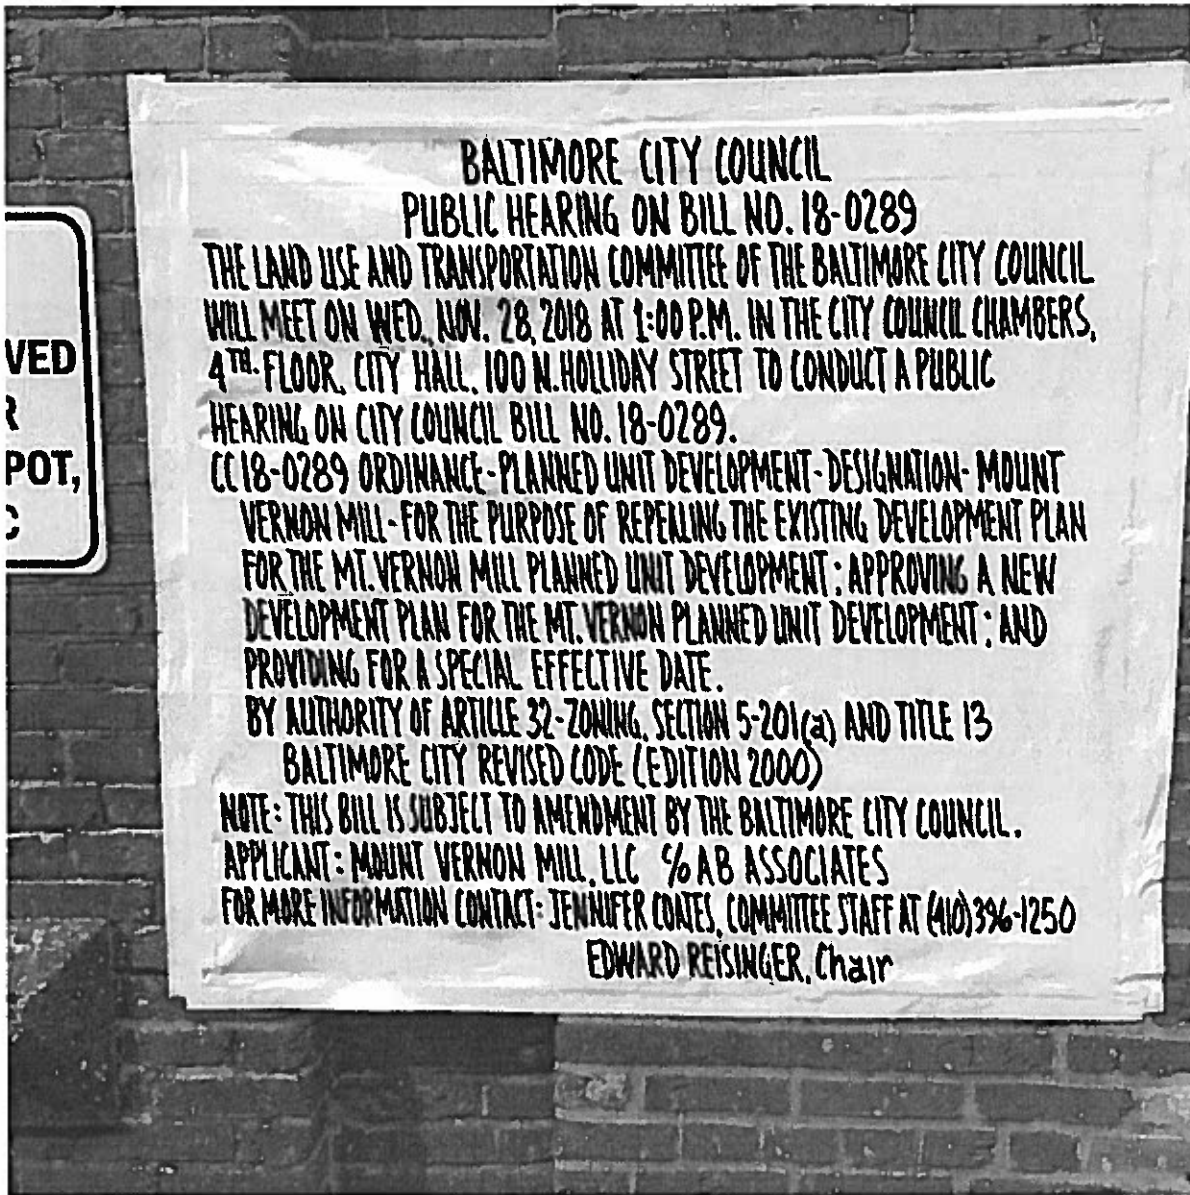 BALTIMORE CITY COUNCIL
PUBLIC HEARING ON BILL NO. 18-0289
THE LAND USE AND TRANSPORTATION COMMITTEE OF THE BALTIMORE CITY COUNCIL
WILL MEET ON WED., NOV. 28, 2018 AT 1:00 P.M. IN THE CITY COUNCIL CHAMBERS,
4TH. FLOOR, CITY HALL, 100 N. HOLLIDAY STREET TO CONDUCT A PUBLIC
HEARING ON CITY COUNCIL BILL NO. 18-0289.
CC 18-0289 ORDINANCE-PLANNED UNIT DEVELOPMENT-DESIGNATION-MOUNT
VERNON MILL-FOR THE PURPOSE OF REPEALING THE EXISTING DEVELOPMENT PLAN
FOR THE MT. VERNON MILL PLANNED UNIT DEVELOPMENT; APPROVING A NEW
DEVELOPMENT PLAN FOR THE MT. VERNON PLANNED UNIT DEVELOPMENT; AND
PROVIDING FOR A SPECIAL EFFECTIVE DATE.
BY AUTHORITY OF ARTICLE 32-ZONING, SECTION 5-201(a) AND TITLE 13
BALTIMORE CITY REVISED CODE (EDITION 2000)
NOTE: THIS BILL IS SUBJECT TO AMENDMENT BY THE BALTIMORE CITY COUNCIL.
APPLICANT: MOUNT VERNON MILL, LLC c/o AB ASSOCIATES
FOR MORE INFORMATION CONTACT: JENNIFER COATES, COMMITTEE STAFF AT (410) 396-1250
EDWARD REISINGER, Chair
VED
R
POT,
C